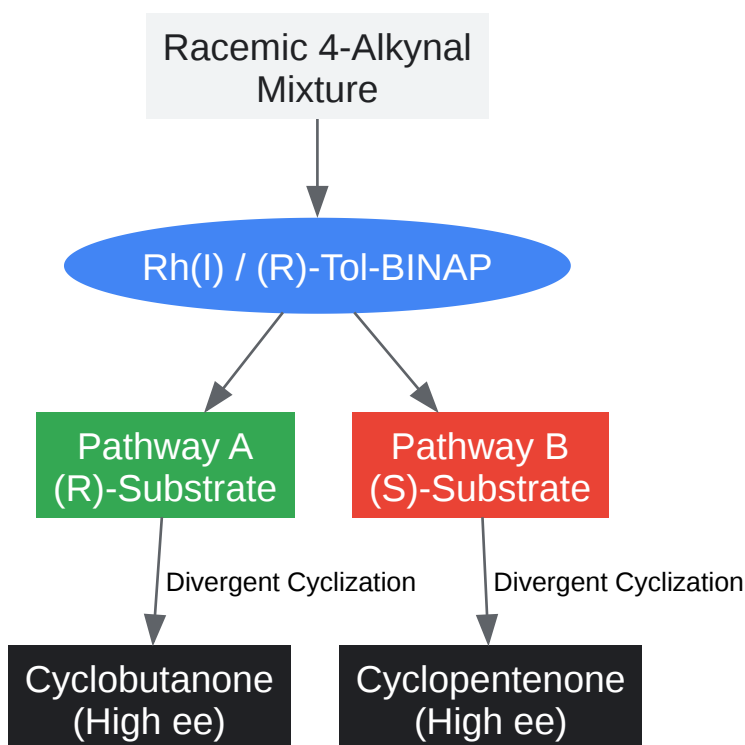 Racemic 4-Alkynal
Mixture
Rh(I) / (R)-Tol-BINAP
Pathway A
(R)-Substrate
Pathway B
(S)-Substrate
Divergent Cyclization
Divergent Cyclization
Cyclobutanone
(High ee)
Cyclopentenone
(High ee)